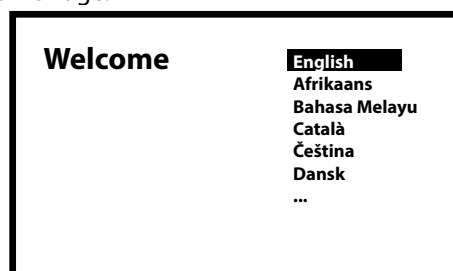 Welcome
English
Afrikaans
Bahasa Melayu
Català
Čeština
Dansk
...